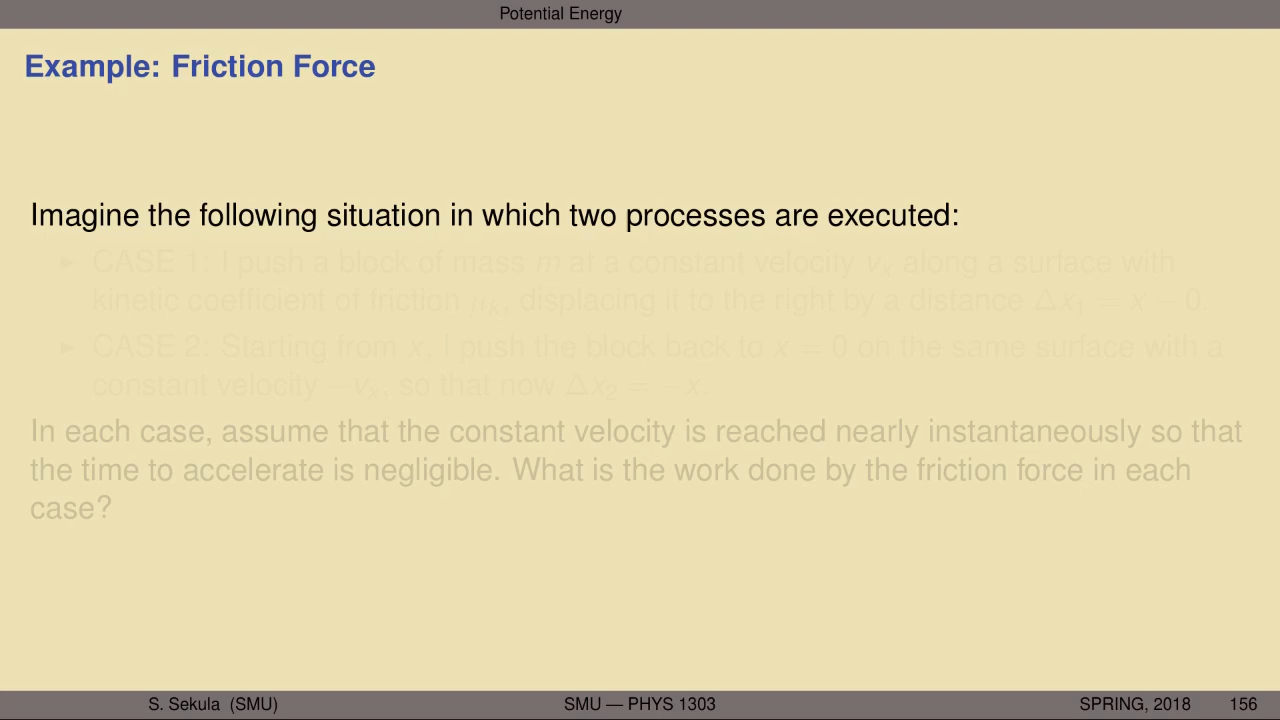 Potential Energy
Example: Friction Force
Imagine the following situation in which two processes are executed:
▸ CASE 1: I push a block of mass m at a constant velocity vₓ along a surface with
kinetic coefficient of friction μₖ, displacing it to the right by a distance Δx₁ = x − 0.
▸ CASE 2: Starting from x, I push the block back to x = 0 on the same surface with a
constant velocity −vₓ, so that now Δx₂ = −x.
In each case, assume that the constant velocity is reached nearly instantaneously so that
the time to accelerate is negligible. What is the work done by the friction force in each
case?
S. Sekula (SMU) SMU — PHYS 1303 SPRING, 2018 156